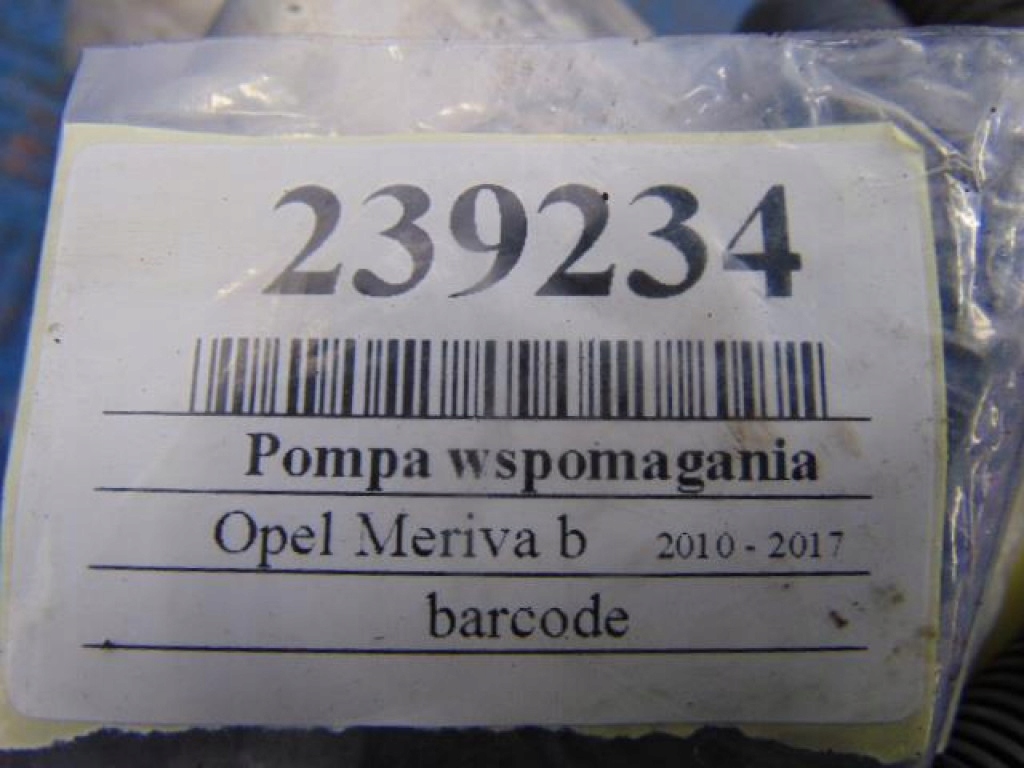 239234
Pompa wspomagania
Opel Meriva b 2010 - 2017
barcode